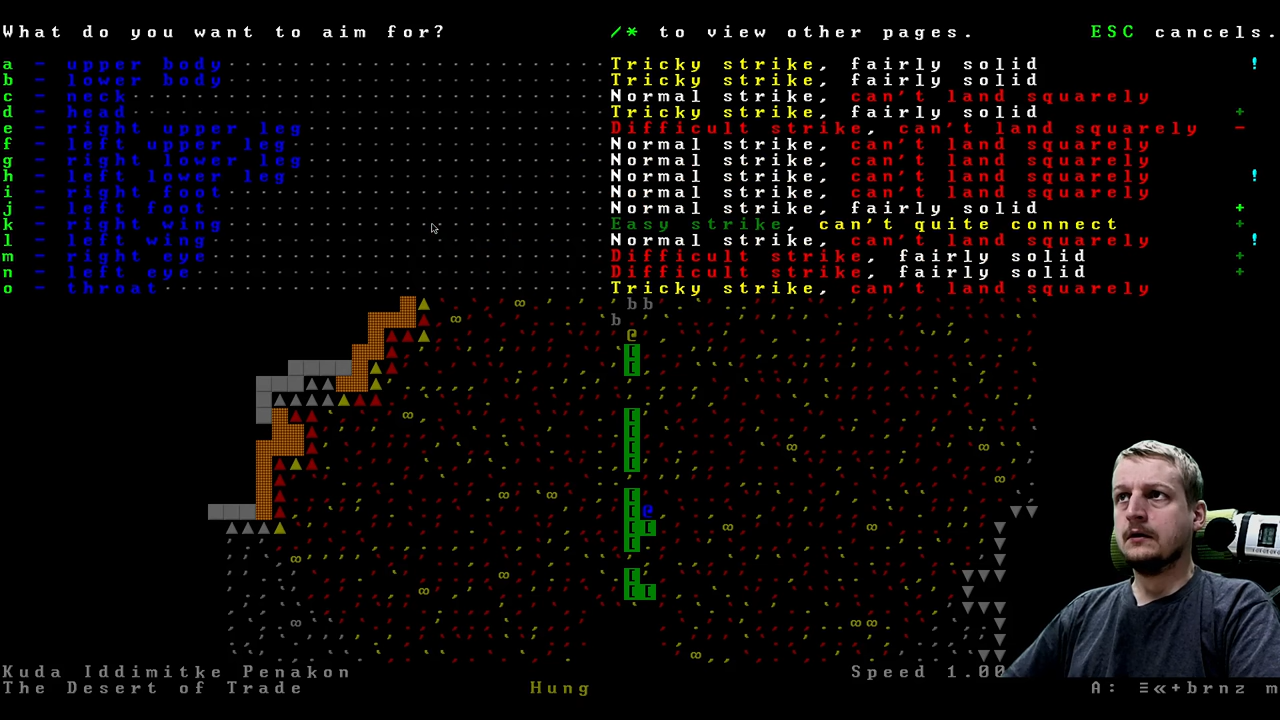 What do you want to aim for? /* to view other pages. ESC cancels.
a - upper body Tricky strike, fairly solid !
b - lower body Tricky strike, fairly solid
c - neck Normal strike, can't land squarely
d - head Tricky strike, fairly solid +
e - right upper leg Difficult strike, can't land squarely -
f - left upper leg Normal strike, can't land squarely
g - right lower leg Normal strike, can't land squarely
h - left lower leg Normal strike, can't land squarely !
i - right foot Normal strike, can't land squarely
j - left foot Normal strike, fairly solid +
k - right wing Easy strike, can't quite connect +
l - left wing Normal strike, can't land squarely !
m - right eye Difficult strike, fairly solid +
n - left eye Difficult strike, fairly solid +
o - throat Tricky strike, can't land squarely
Kuda Iddimitke Penakon Speed 1.00
The Desert of Trade Hung A: ≡«+brnz m